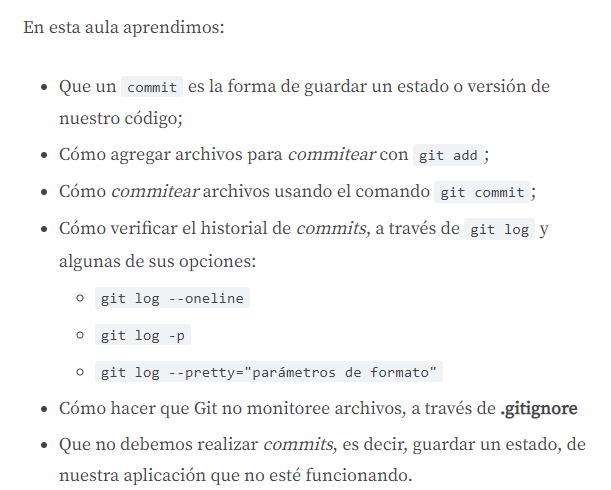 En esta aula aprendimos:
• Que un commit es la forma de guardar un estado o versión de
nuestro código;
• Cómo agregar archivos para commitear con git add;
• Cómo commitear archivos usando el comando git commit;
• Cómo verificar el historial de commits, a través de git log y
algunas de sus opciones:
◦ git log --oneline
◦ git log -p
◦ git log --pretty="parámetros de formato"
• Cómo hacer que Git no monitoree archivos, a través de .gitignore
• Que no debemos realizar commits, es decir, guardar un estado, de
nuestra aplicación que no esté funcionando.